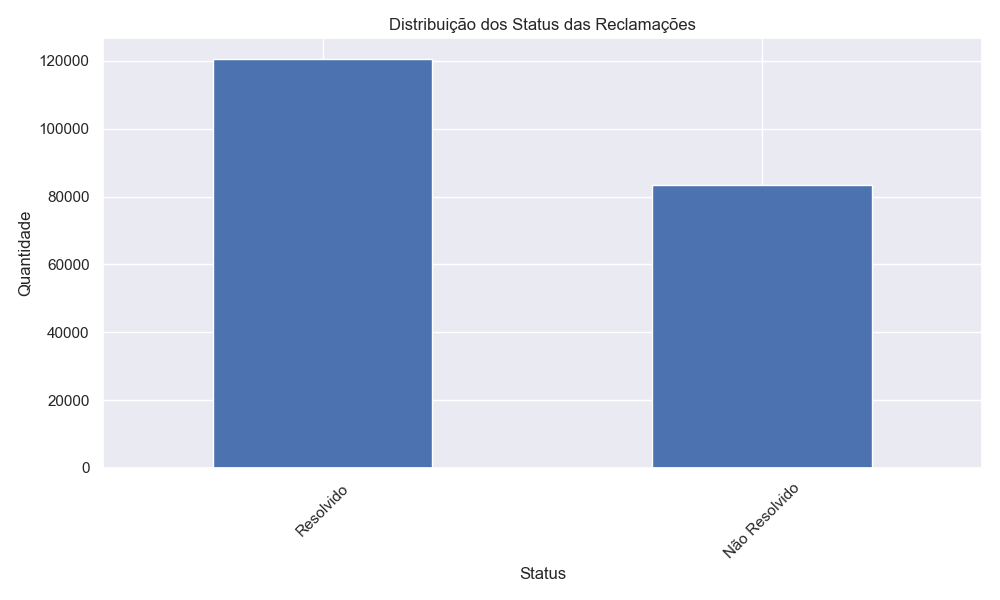 Distribuição dos Status das Reclamações
120000
100000
80000
60000
40000
20000
0
Quantidade
Resolvido
Não Resolvido
Status